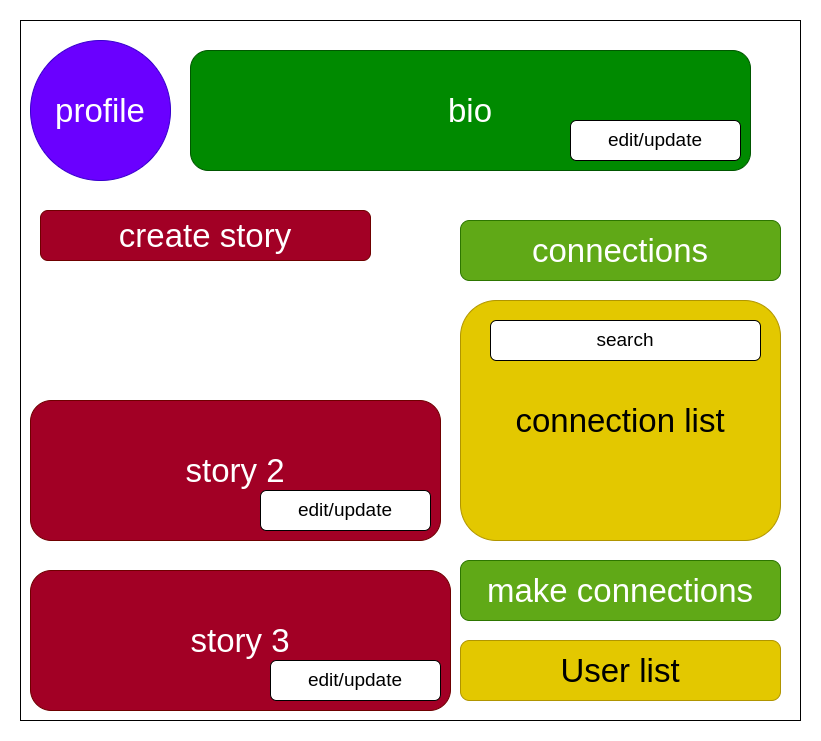 profile
bio
edit/update
create story
connections
search
connection list
story 2
edit/update
make connections
story 3
edit/update
User list